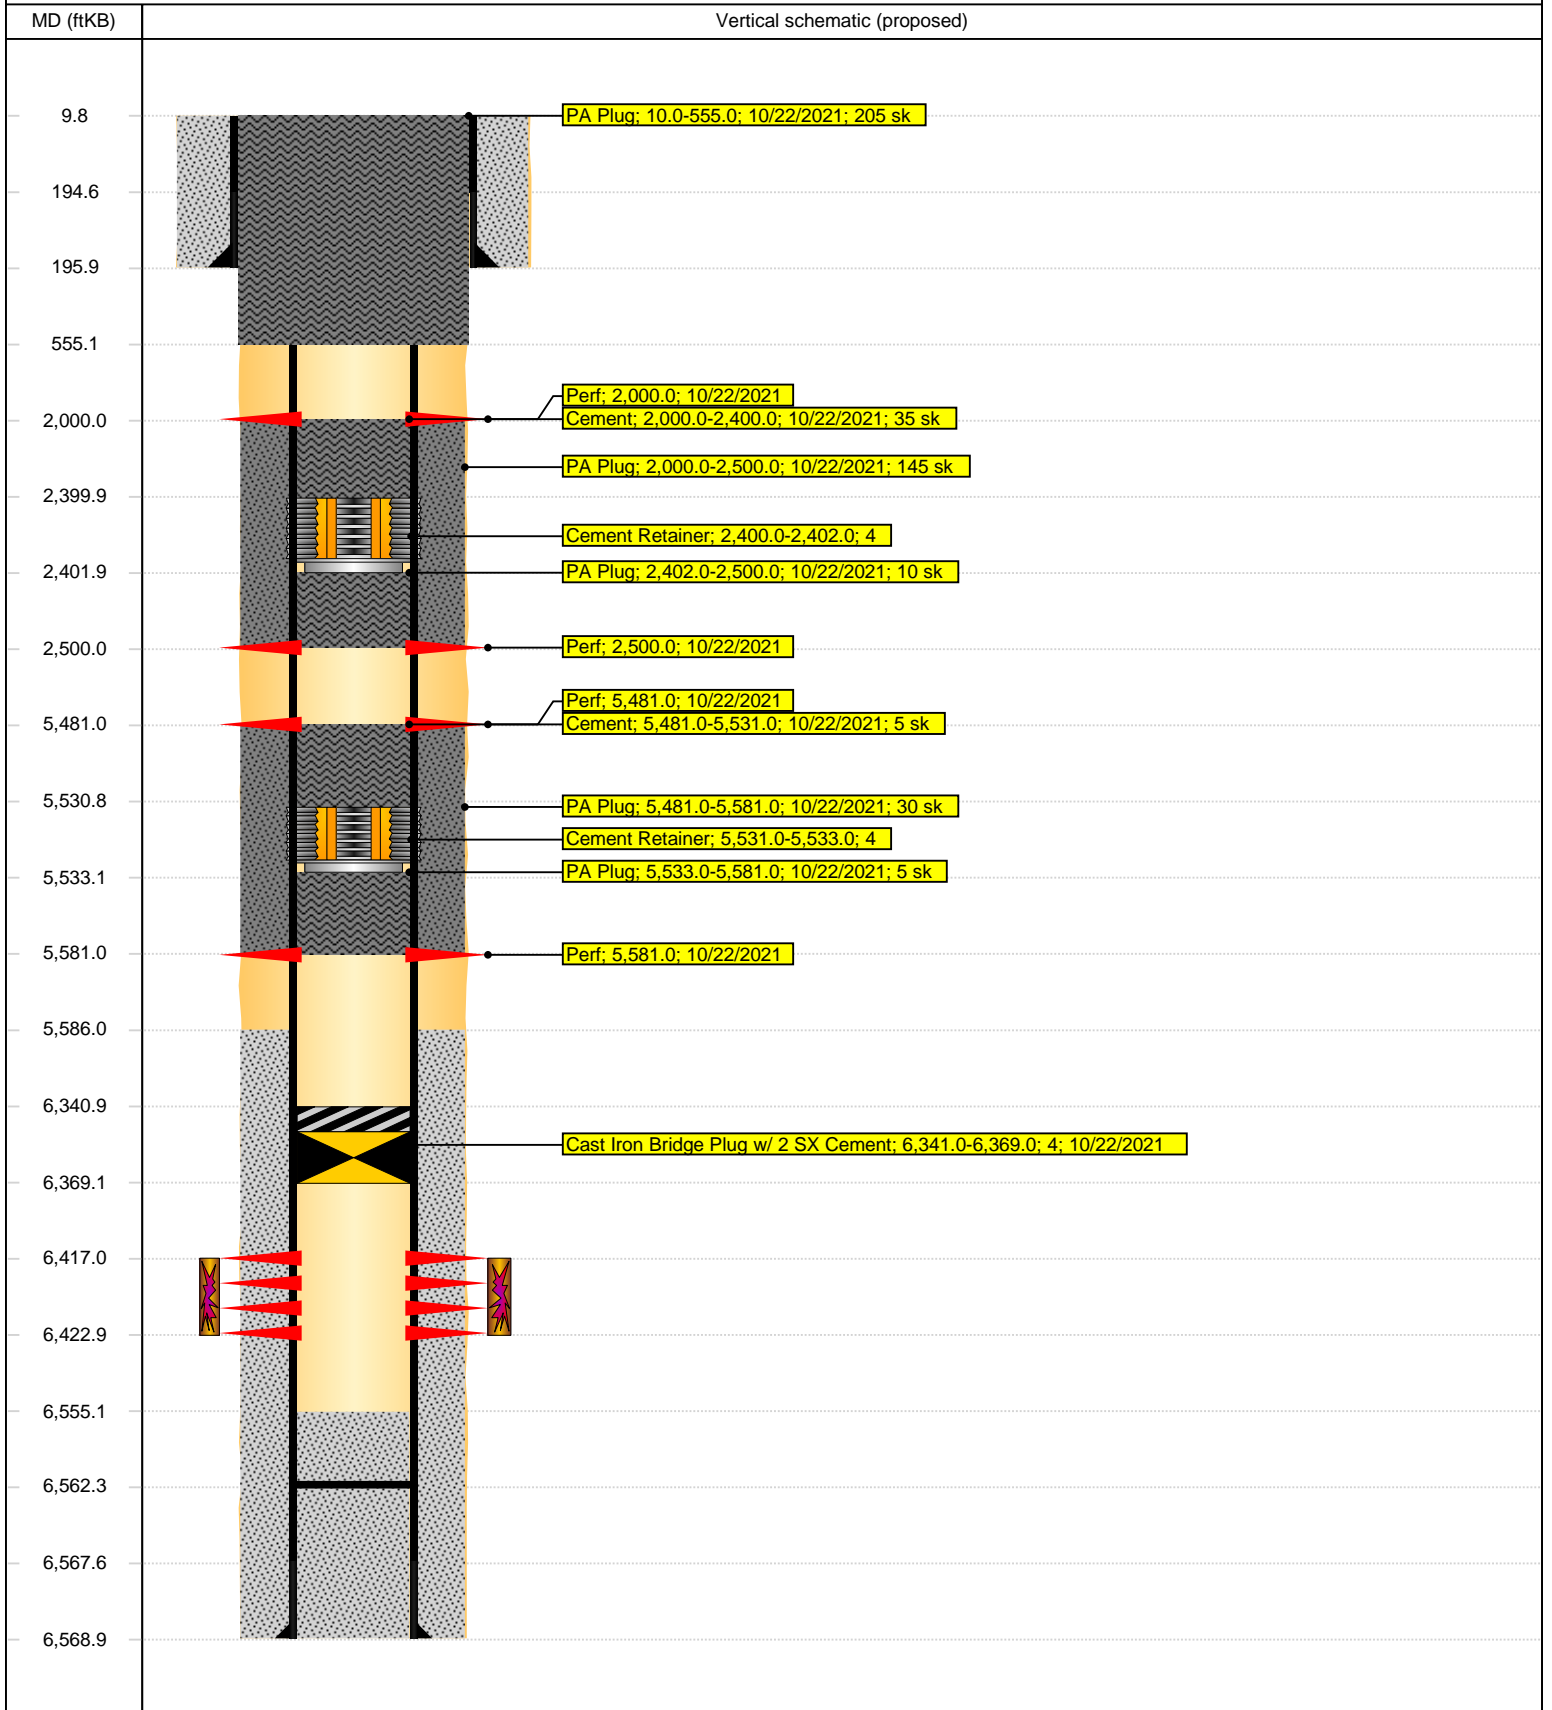 MD (ftKB)
Vertical schematic (proposed)
9.8
PA Plug; 10.0-555.0; 10/22/2021; 205 sk
194.6
195.9
555.1
Perf; 2,000.0; 10/22/2021
2,000.0
Cement; 2,000.0-2,400.0; 10/22/2021; 35 sk
PA Plug; 2,000.0-2,500.0; 10/22/2021; 145 sk
2,399.9
Cement Retainer; 2,400.0-2,402.0; 4
2,401.9
PA Plug; 2,402.0-2,500.0; 10/22/2021; 10 sk
2,500.0
Perf; 2,500.0; 10/22/2021
Perf; 5,481.0; 10/22/2021
5,481.0
Cement; 5,481.0-5,531.0; 10/22/2021; 5 sk
5,530.8
PA Plug; 5,481.0-5,581.0; 10/22/2021; 30 sk
Cement Retainer; 5,531.0-5,533.0; 4
5,533.1
PA Plug; 5,533.0-5,581.0; 10/22/2021; 5 sk
5,581.0
Perf; 5,581.0; 10/22/2021
5,586.0
6,340.9
Cast Iron Bridge Plug w/ 2 SX Cement; 6,341.0-6,369.0; 4; 10/22/2021
6,369.1
6,417.0
6,422.9
6,555.1
6,562.3
6,567.6
6,568.9